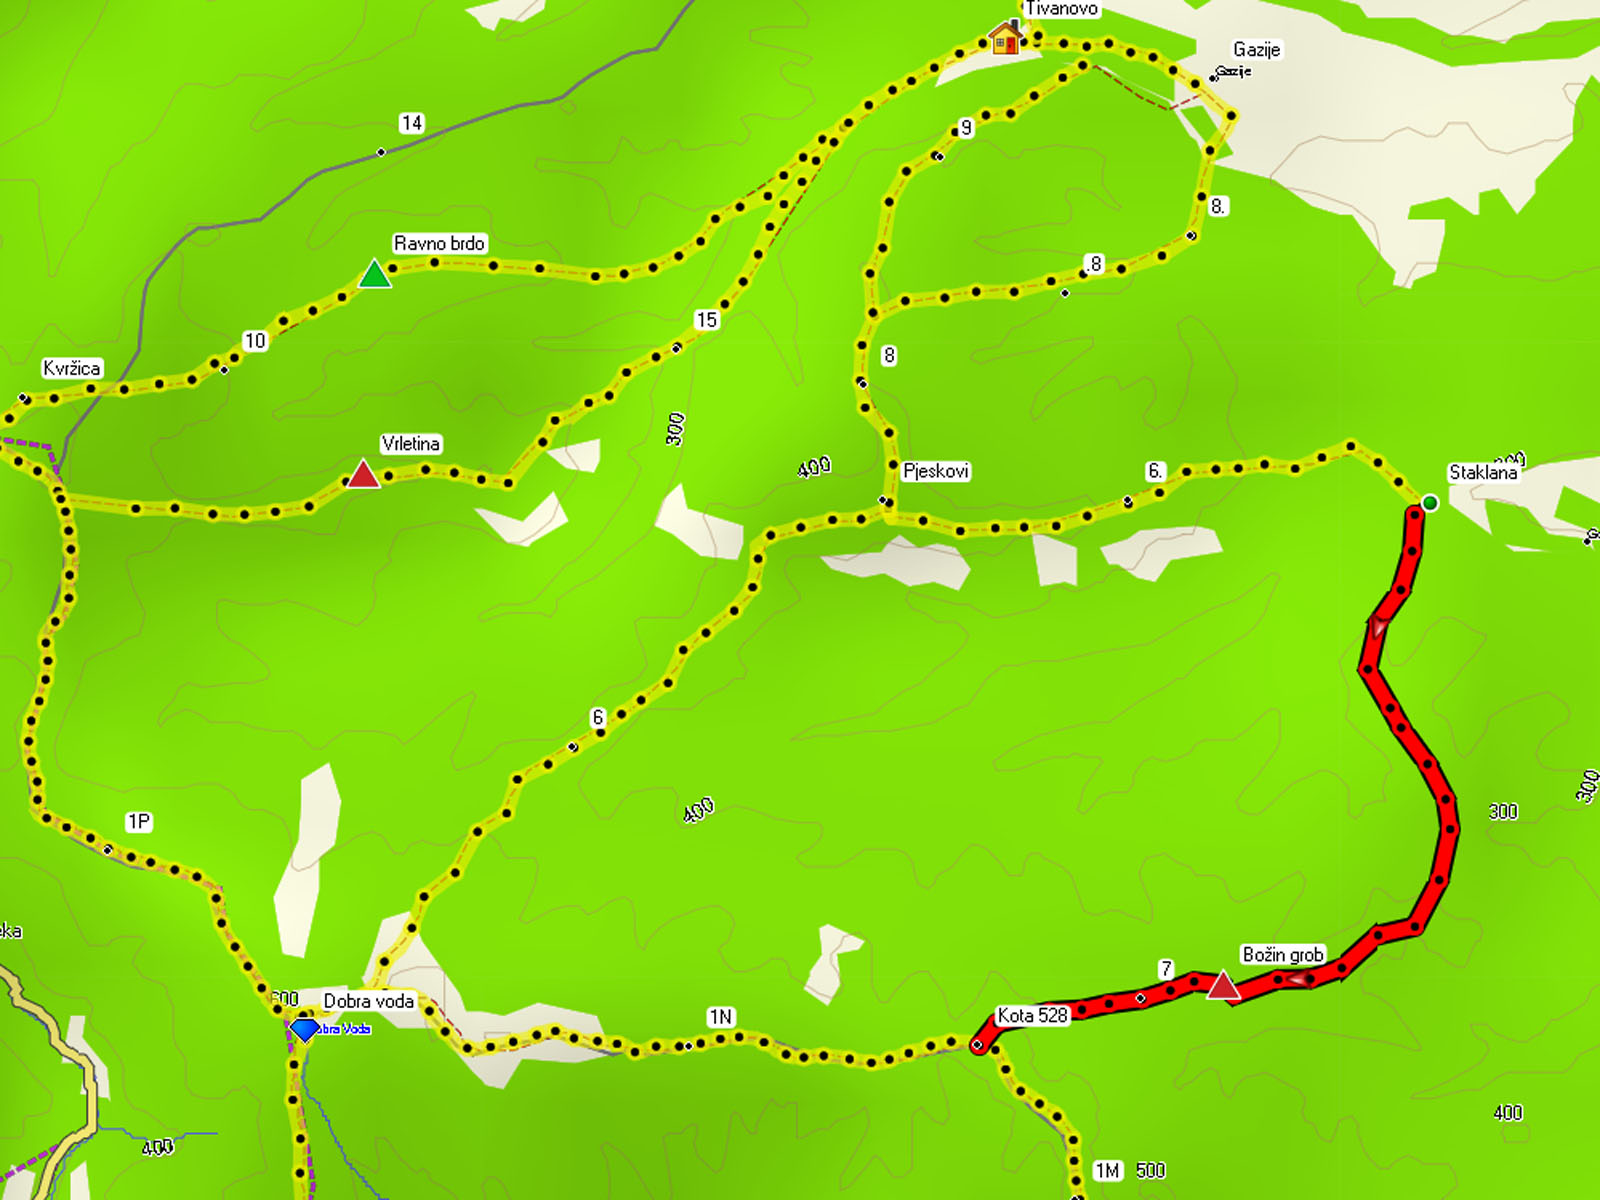 Tivanovo
Gazije
Gazije
14
9
8.
Ravno brdo
.8
15
10
8
Kvržica
300
Vrletina
400
Pjeskovi
6.
Staklana
6
300
400
300
1P
Božin grob
7
600
Dobra voda
Kota 528
1N
400
400
1M
500